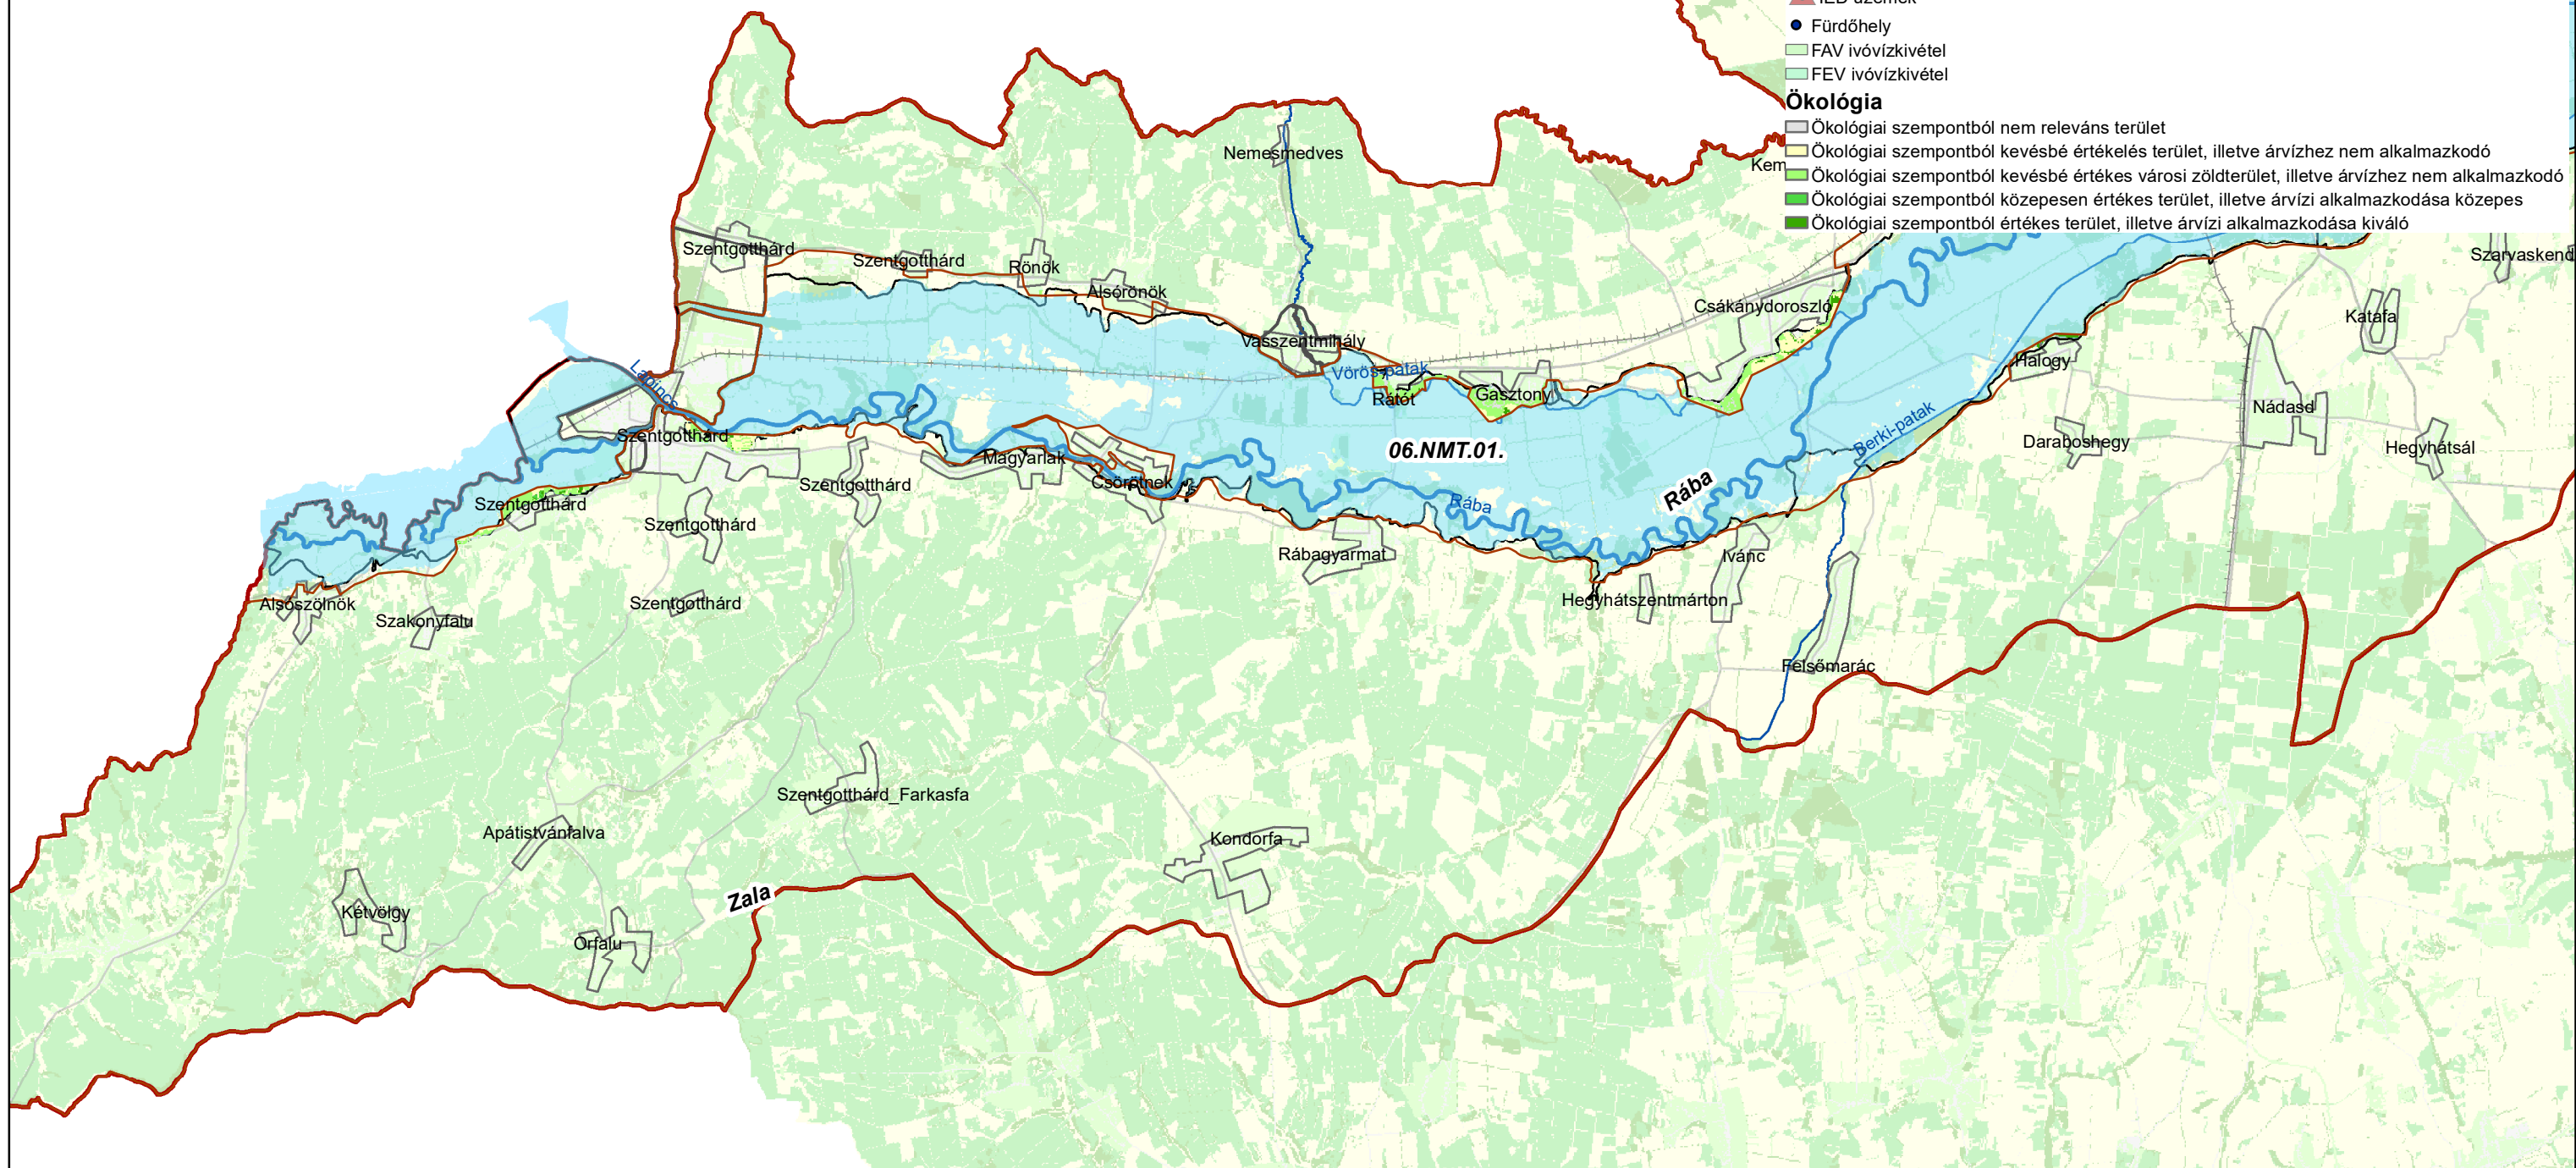 IED üzemek
Fürdőhely
FAV ivóvízkivétel
FEV ivóvízkivétel
Ökológia
Ökológiai szempontból nem releváns terület
Ökológiai szempontból kevésbé értékelés terület, illetve árvízhez nem alkalmazkodó
Ökológiai szempontból kevésbé értékes városi zöldterület, illetve árvízhez nem alkalmazkodó
Ökológiai szempontból közepesen értékes terület, illetve árvízi alkalmazkodása közepes
Ökológiai szempontból értékes terület, illetve árvízi alkalmazkodása kiváló
Nemesmedves
Kem
Szentgotthárd
Szentgotthárd
Rönök
Alsórönök
Szarvaskend
Csákánydoroszló
Katafa
Vasszentmihály
Vörös-patak
Halogy
Lapincs
Rátót
Gasztony
Nádasd
Szentgotthárd
06.NMT.01.
Berki-patak
Daraboshegy
Hegyhátsál
Magyarlak
Csörötnek
Szentgotthárd
Rába
Rába
Szentgotthárd
Szentgotthárd
Rábagyarmat
Ivánc
Alsószölnök
Szakonyfalu
Szentgotthárd
Hegyhátszentmárton
Felsőmarác
Szentgotthárd_Farkasfa
Apátistvánfalva
Kondorfa
Zala
Kétvölgy
Orfalu